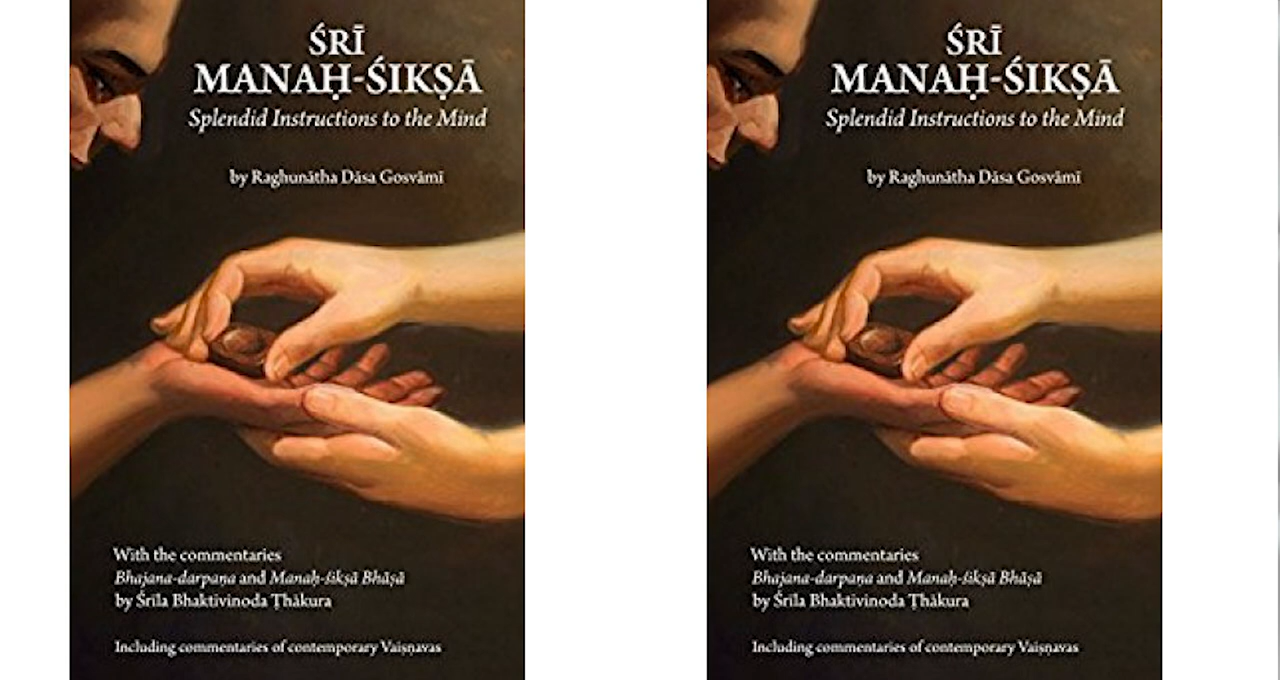 ŚRĪ
MANAḤ-ŚIKṢĀ
Splendid Instructions to the Mind
by Raghunātha Dāsa Gosvāmī
With the commentaries
Bhajana-darpaṇa and Manaḥ-śikṣā Bhāṣā
by Śrīla Bhaktivinoda Ṭhākura
Including commentaries of contemporary Vaiṣṇavas
ŚRĪ
MANAḤ-ŚIKṢĀ
Splendid Instructions to the Mind
by Raghunātha Dāsa Gosvāmī
With the commentaries
Bhajana-darpaṇa and Manaḥ-śikṣā Bhāṣā
by Śrīla Bhaktivinoda Ṭhākura
Including commentaries of contemporary Vaiṣṇavas